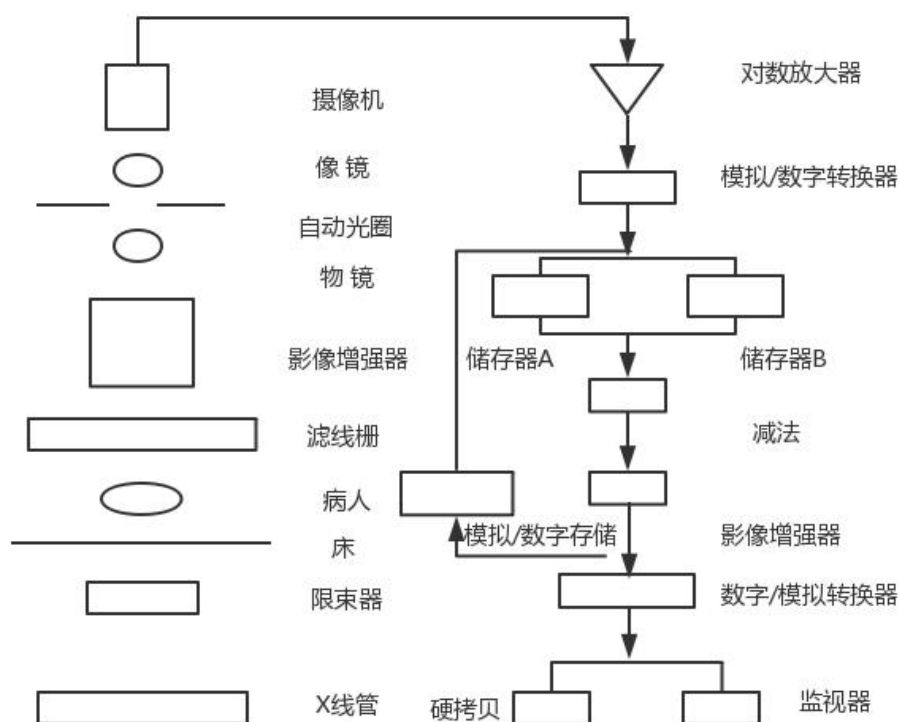 摄像机
像 镜
自动光圈
物 镜
影像增强器
滤线栅
病人
床
限束器
X线管
对数放大器
模拟/数字转换器
储存器A
储存器B
减法
模拟/数字存储
影像增强器
数字/模拟转换器
硬拷贝
监视器